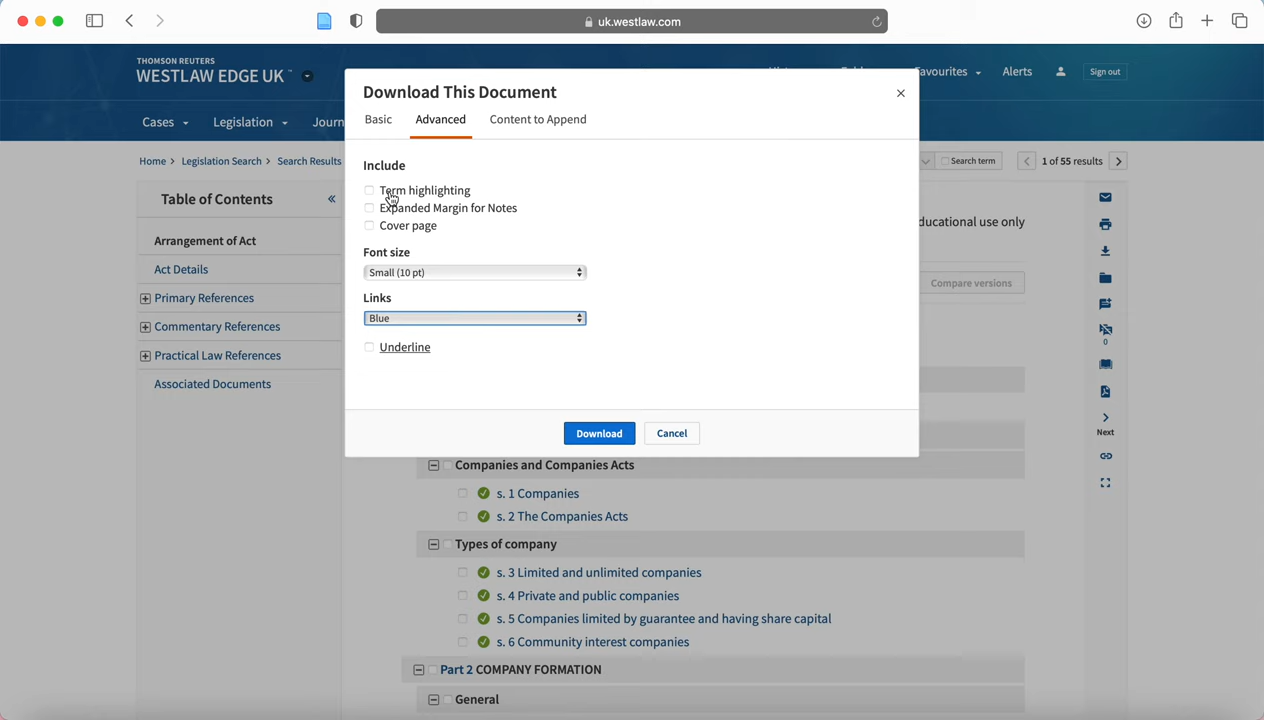 uk.westlaw.com
THOMSON REUTERS
WESTLAW EDGE UK™
Favourites
Alerts
Sign out
Cases
Legislation
Journ
Home > Legislation Search > Search Results
Search term
1 of 55 results
Download This Document
Basic
Advanced
Content to Append
Include
Term highlighting
Expanded Margin for Notes
Cover page
Font size
Small (10 pt)
Links
Blue
Underline
Download
Cancel
Table of Contents
Arrangement of Act
Act Details
Primary References
Commentary References
Practical Law References
Associated Documents
ducational use only
Compare versions
0
Next
Companies and Companies Acts
s. 1 Companies
s. 2 The Companies Acts
Types of company
s. 3 Limited and unlimited companies
s. 4 Private and public companies
s. 5 Companies limited by guarantee and having share capital
s. 6 Community interest companies
Part 2 COMPANY FORMATION
General